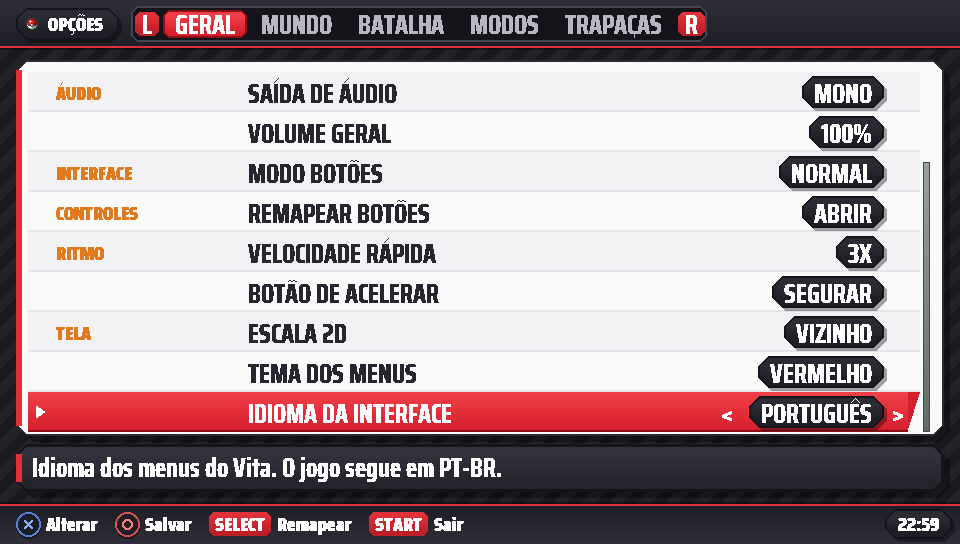 OPÇÕES L GERAL MUNDO BATALHA MODOS TRAPAÇAS R
ÁUDIO SAÍDA DE ÁUDIO MONO
VOLUME GERAL 100%
INTERFACE MODO BOTÕES NORMAL
CONTROLES REMAPEAR BOTÕES ABRIR
RITMO VELOCIDADE RÁPIDA 3X
BOTÃO DE ACELERAR SEGURAR
TELA ESCALA 2D VIZINHO
TEMA DOS MENUS VERMELHO
IDIOMA DA INTERFACE < PORTUGUÊS >
Idioma dos menus do Vita. O jogo segue em PT-BR.
Alterar Salvar SELECT Remapear START Sair 22:59